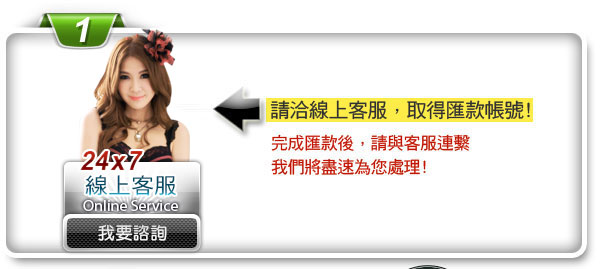 1
請洽線上客服，取得匯款帳號!
完成匯款後，請與客服連繫
我們將盡速為您處理!
24x7
線上客服
Online Service
我要諮詢